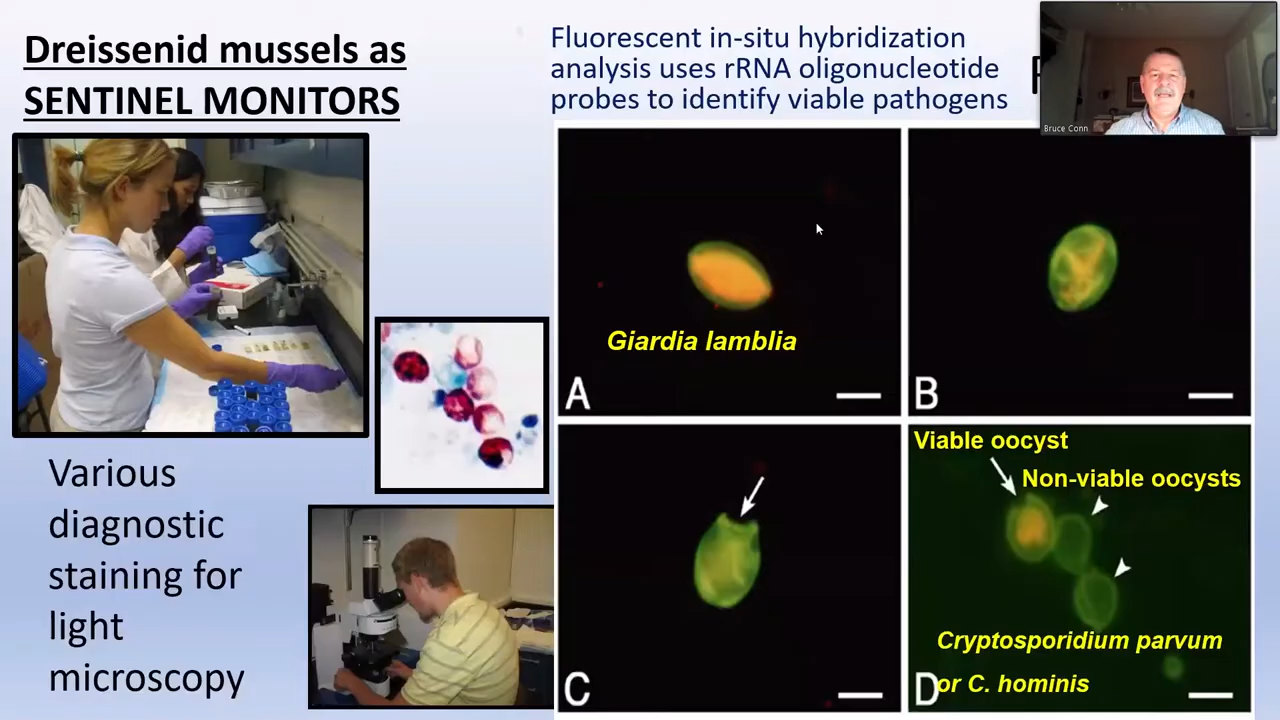 Dreissenid mussels as
SENTINEL MONITORS
Fluorescent in-situ hybridization
analysis uses rRNA oligonucleotide
probes to identify viable pathogens
Bruce Conn
Giardia lamblia
A
B
Various
diagnostic
staining for
light
microscopy
C
Viable oocyst
Non-viable oocysts
Cryptosporidium parvum
or C. hominis
D